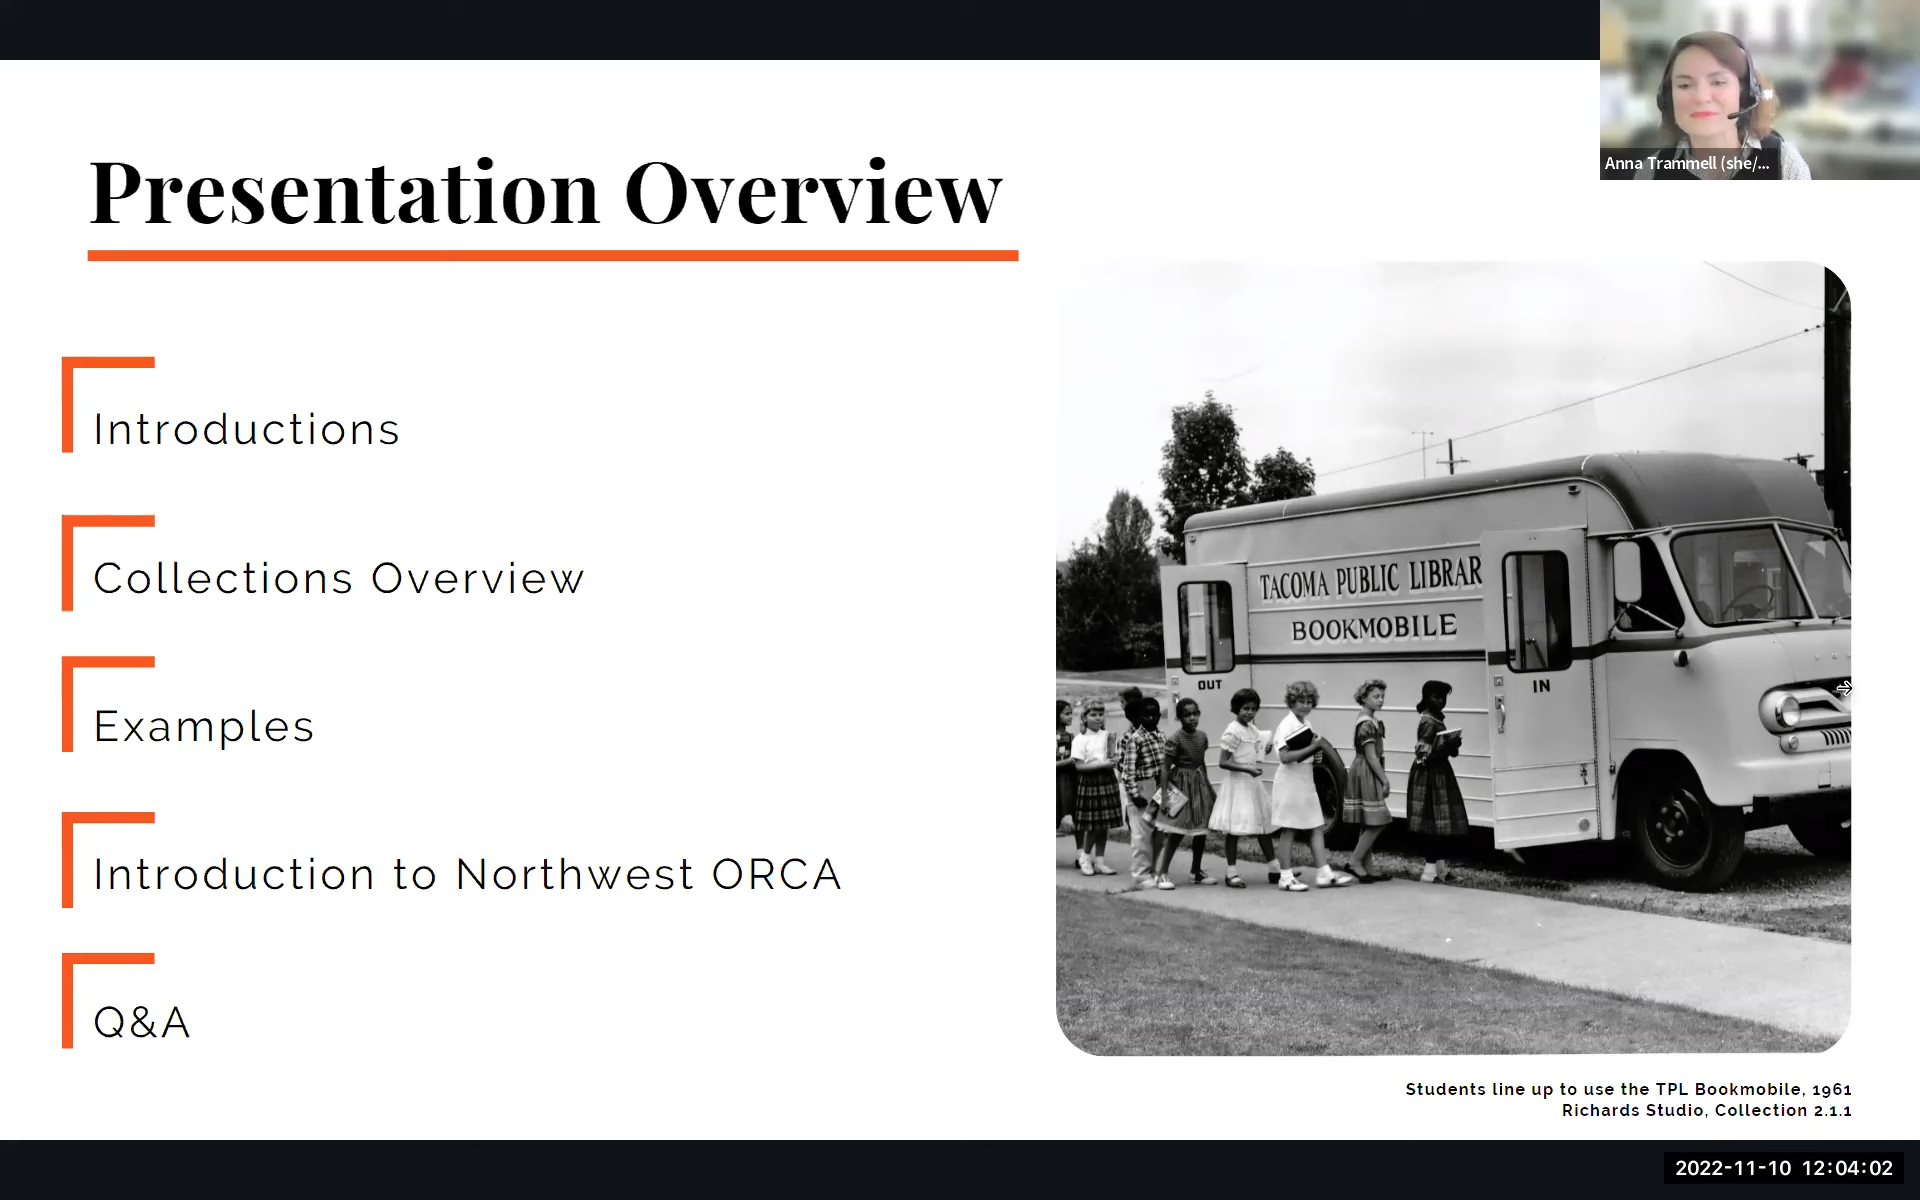 Presentation Overview
Anna Trammell (she/...
Introductions
Collections Overview
Examples
Introduction to Northwest ORCA
Q&A
TACOMA PUBLIC LIBRAR
BOOKMOBILE
OUT
IN
Students line up to use the TPL Bookmobile, 1961
Richards Studio, Collection 2.1.1
2022-11-10 12:04:02